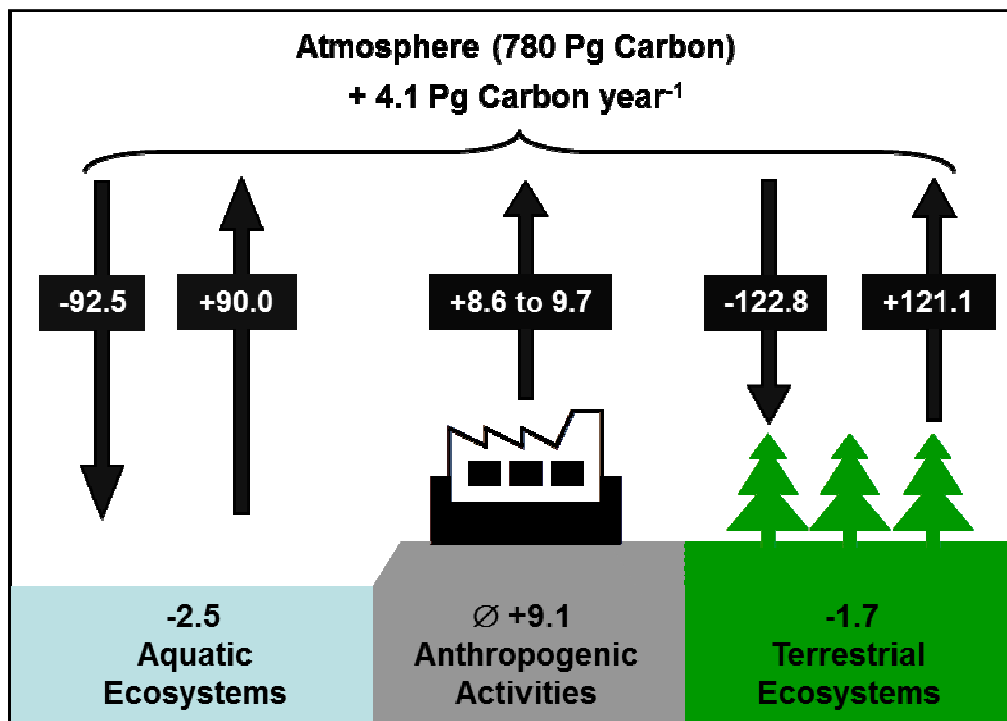 Atmosphere (780 Pg Carbon)
+ 4.1 Pg Carbon year⁻¹
-92.5
+90.0
+8.6 to 9.7
-122.8
+121.1
-2.5
Aquatic
Ecosystems
∅ +9.1
Anthropogenic
Activities
-1.7
Terrestrial
Ecosystems